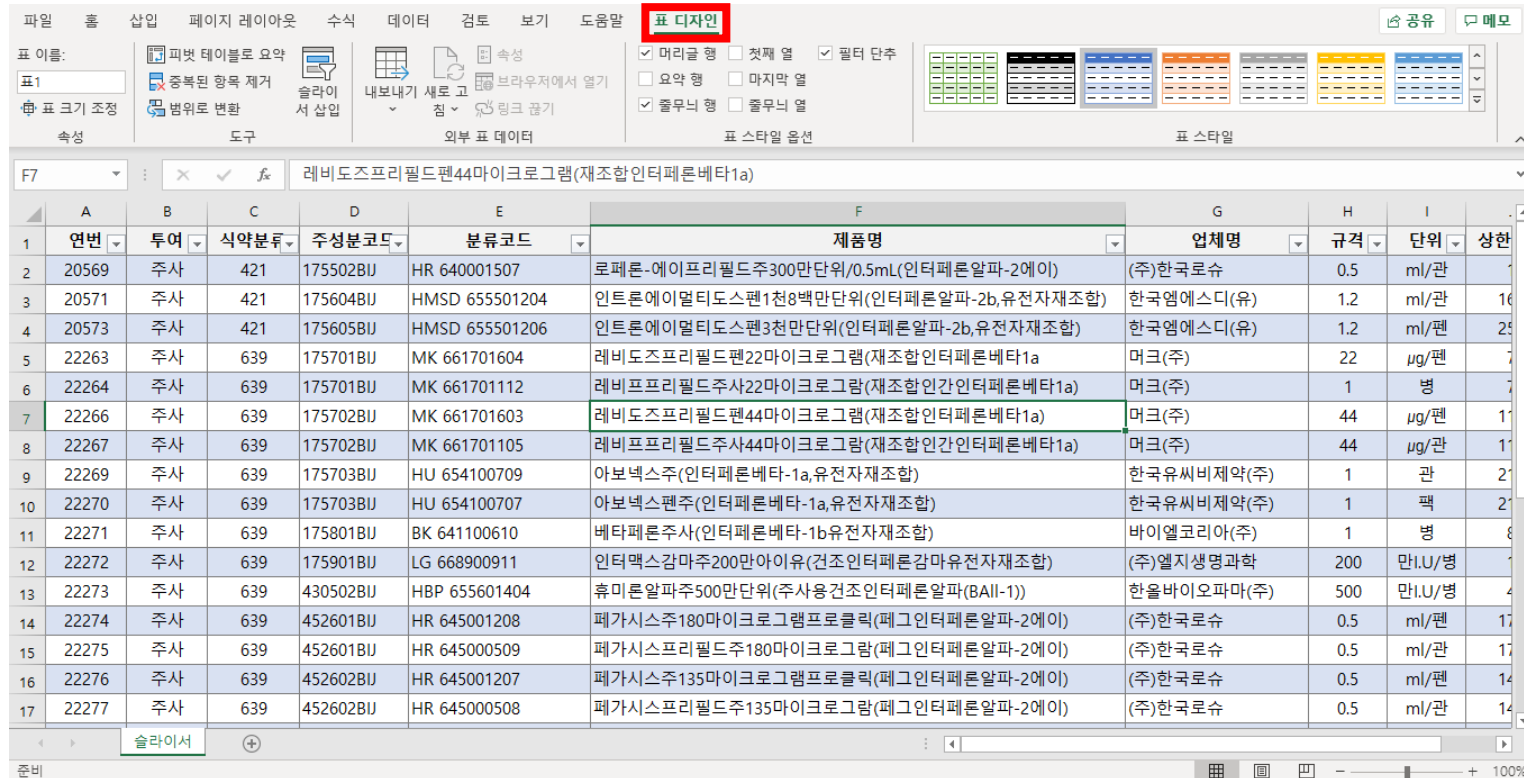 파일 홈 삽입 페이지 레이아웃 수식 데이터 검토 보기 도움말 표 디자인 공유 메모
표 이름:
표1
표 크기 조정
속성
피벗 테이블로 요약
중복된 항목 제거
범위로 변환
슬라이
서 삽입
도구
내보내기
새로 고
침
속성
브라우저에서 열기
링크 끊기
외부 표 데이터
머리글 행 첫째 열 필터 단추
요약 행 마지막 열
줄무늬 행 줄무늬 열
표 스타일 옵션
표 스타일
F7 fx 레비도즈프리필드펜44마이크로그램(재조합인터페론베타1a)
A B C D E F G H I
1 연번 투여 식약분류 주성분코드 분류코드 제품명 업체명 규격 단위 상한
2 20569 주사 421 175502BIJ HR 640001507 로페론-에이프리필드주300만단위/0.5mL(인터페론알파-2에이) (주)한국로슈 0.5 ml/관 1
3 20571 주사 421 175604BIJ HMSD 655501204 인트론에이멀티도스펜1천8백만단위(인터페론알파-2b,유전자재조합) 한국엠에스디(유) 1.2 ml/관 16
4 20573 주사 421 175605BIJ HMSD 655501206 인트론에이멀티도스펜3천만단위(인터페론알파-2b,유전자재조합) 한국엠에스디(유) 1.2 ml/펜 25
5 22263 주사 639 175701BIJ MK 661701604 레비도즈프리필드펜22마이크로그램(재조합인터페론베타1a 머크(주) 22 μg/펜 7
6 22264 주사 639 175701BIJ MK 661701112 레비프프리필드주사22마이크로그람(재조합인간인터페론베타1a) 머크(주) 1 병 7
7 22266 주사 639 175702BIJ MK 661701603 레비도즈프리필드펜44마이크로그램(재조합인터페론베타1a) 머크(주) 44 μg/펜 11
8 22267 주사 639 175702BIJ MK 661701105 레비프프리필드주사44마이크로그람(재조합인간인터페론베타1a) 머크(주) 44 μg/관 11
9 22269 주사 639 175703BIJ HU 654100709 아보넥스주(인터페론베타-1a,유전자재조합) 한국유씨비제약(주) 1 관 21
10 22270 주사 639 175703BIJ HU 654100707 아보넥스펜주(인터페론베타-1a,유전자재조합) 한국유씨비제약(주) 1 팩 21
11 22271 주사 639 175801BIJ BK 641100610 베타페론주사(인터페론베타-1b유전자재조합) 바이엘코리아(주) 1 병 8
12 22272 주사 639 175901BIJ LG 668900911 인터맥스감마주200만아이유(건조인터페론감마유전자재조합) (주)엘지생명과학 200 만I.U/병 1
13 22273 주사 639 430502BIJ HBP 655601404 휴미론알파주500만단위(주사용건조인터페론알파(BAll-1)) 한올바이오파마(주) 500 만I.U/병 4
14 22274 주사 639 452601BIJ HR 645001208 페가시스주180마이크로그램프로클릭(페그인터페론알파-2에이) (주)한국로슈 0.5 ml/펜 17
15 22275 주사 639 452601BIJ HR 645000509 페가시스프리필드주180마이크로그람(페그인터페론알파-2에이) (주)한국로슈 0.5 ml/관 17
16 22276 주사 639 452602BIJ HR 645001207 페가시스주135마이크로그램프로클릭(페그인터페론알파-2에이) (주)한국로슈 0.5 ml/펜 14
17 22277 주사 639 452602BIJ HR 645000508 페가시스프리필드주135마이크로그람(페그인터페론알파-2에이) (주)한국로슈 0.5 ml/관 14
슬라이서
준비 100%